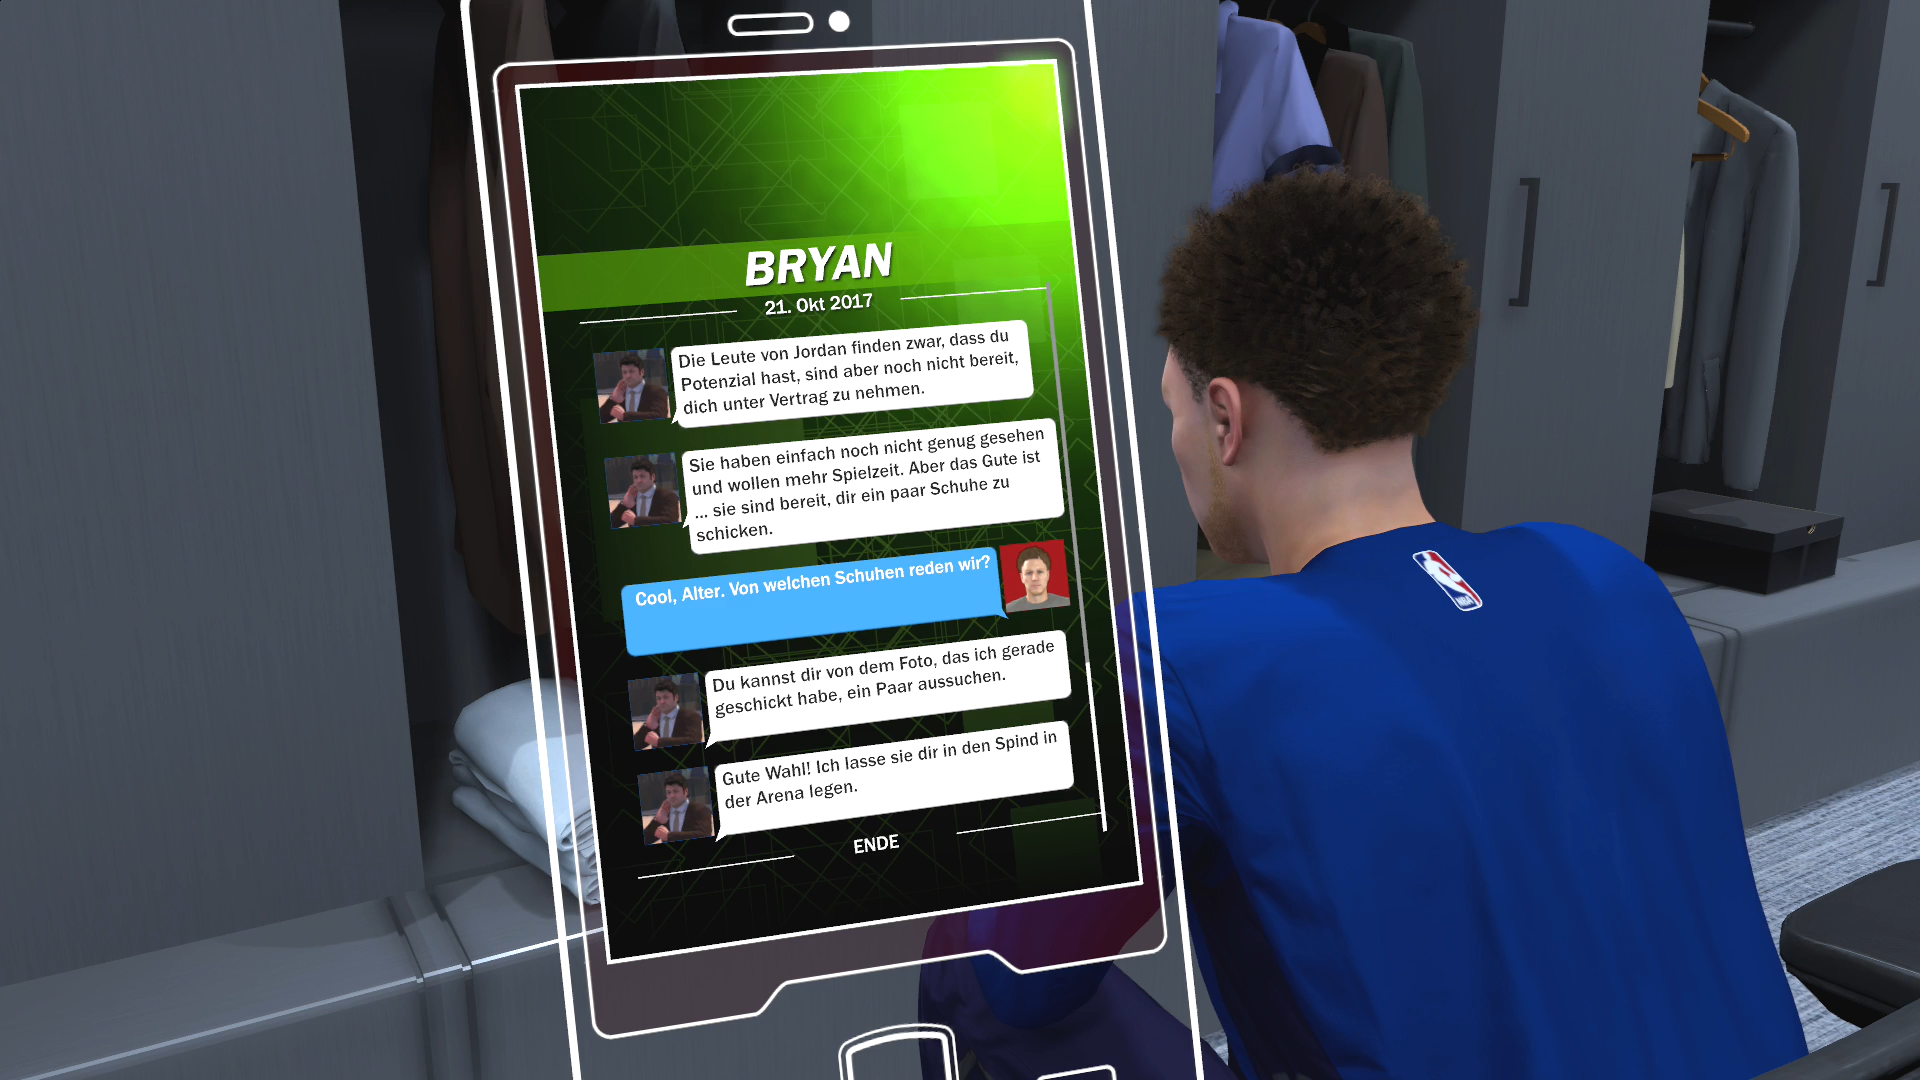 BRYAN
21. Okt 2017
Die Leute von Jordan finden zwar, dass du
Potenzial hast, sind aber noch nicht bereit,
dich unter Vertrag zu nehmen.
Sie haben einfach noch nicht genug gesehen
und wollen mehr Spielzeit. Aber das Gute ist
... sie sind bereit, dir ein paar Schuhe zu
schicken.
Cool, Alter. Von welchen Schuhen reden wir?
Du kannst dir von dem Foto, das ich gerade
geschickt habe, ein Paar aussuchen.
Gute Wahl! Ich lasse sie dir in den Spind in
der Arena legen.
ENDE
NBA